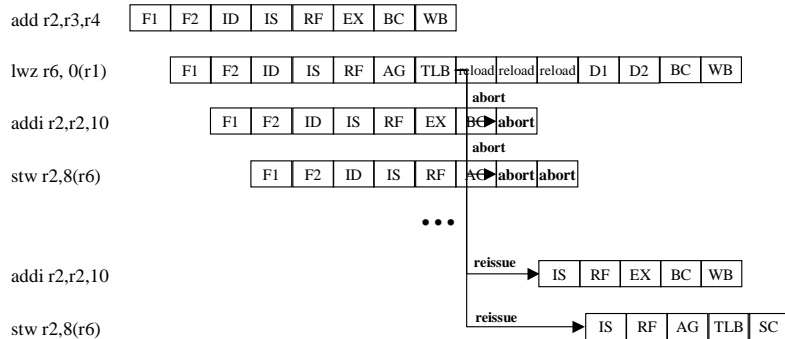 add r2,r3,r4 F1 F2 ID IS RF EX BC WB
lwz r6, 0(r1) F1 F2 ID IS RF AG TLB reload reload reload D1 D2 BC WB
abort
addi r2,r2,10 F1 F2 ID IS RF EX BC abort
abort
stw r2,8(r6) F1 F2 ID IS RF AG abort abort
•••
reissue
addi r2,r2,10 IS RF EX BC WB
reissue
stw r2,8(r6) IS RF AG TLB SC